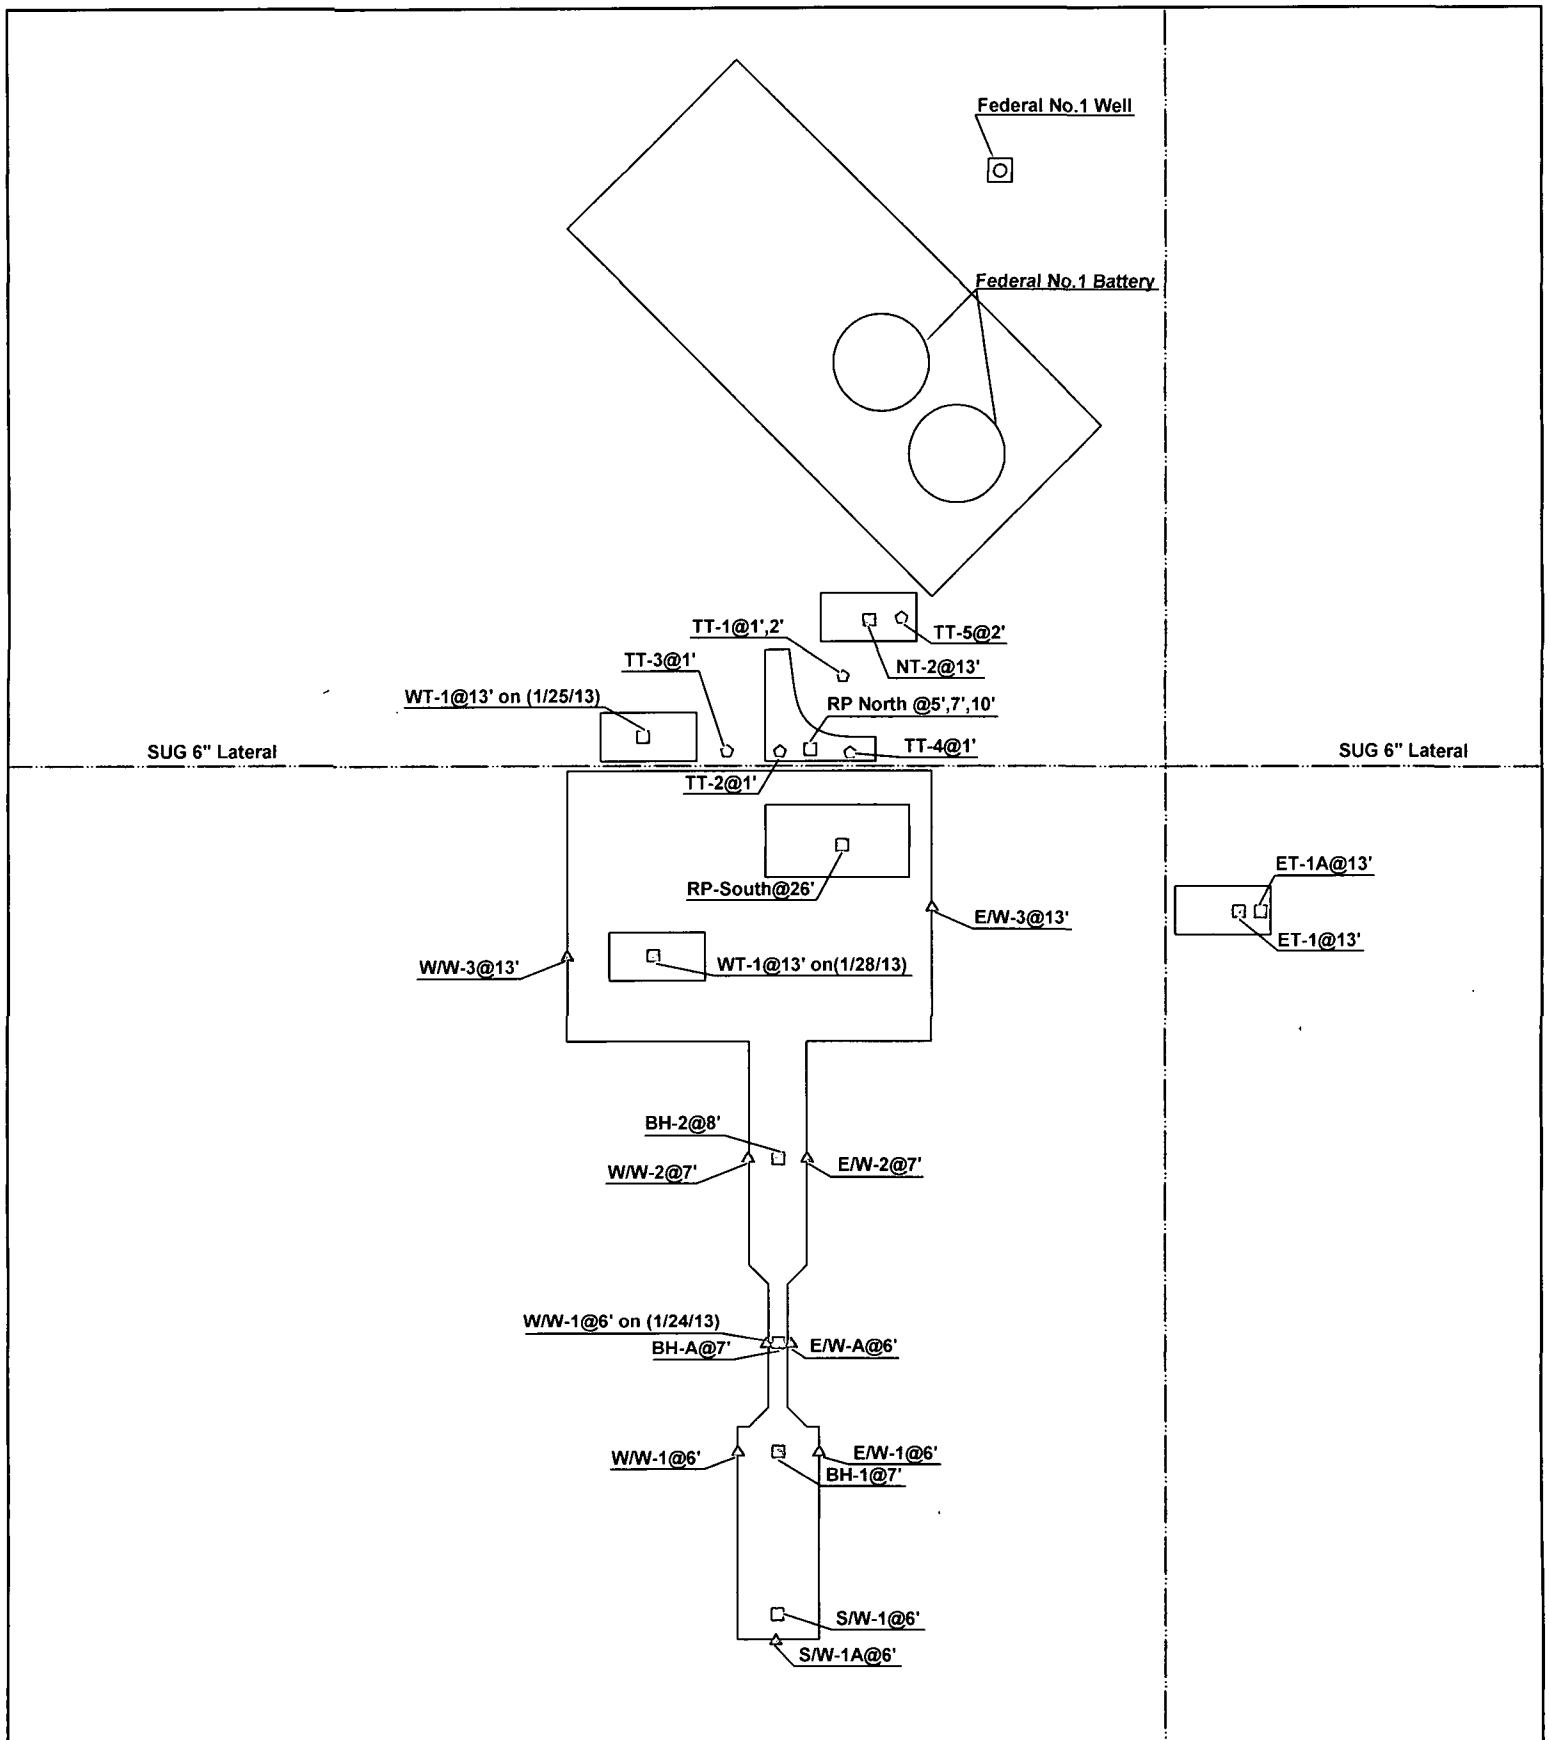 Federal No.1 Well
Federal No.1 Battery
TT-1@1',2'
TT-5@2'
TT-3@1'
NT-2@13'
WT-1@13' on (1/25/13)
RP North @5',7',10'
SUG 6" Lateral
TT-4@1'
SUG 6" Lateral
TT-2@1'
ET-1A@13'
RP-South@26'
E/W-3@13'
ET-1@13'
W/W-3@13'
WT-1@13' on(1/28/13)
BH-2@8'
W/W-2@7'
E/W-2@7'
W/W-1@6' on (1/24/13)
BH-A@7'
E/W-A@6'
W/W-1@6'
E/W-1@6'
BH-1@7'
S/W-1@6'
S/W-1A@6'